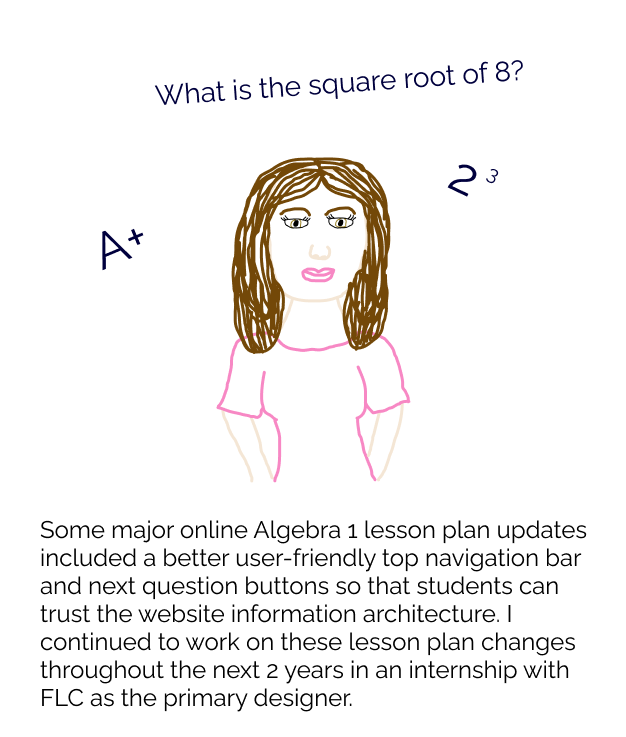 What is the square root of 8?
2³
A+
Some major online Algebra 1 lesson plan updates
included a better user-friendly top navigation bar
and next question buttons so that students can
trust the website information architecture. I
continued to work on these lesson plan changes
throughout the next 2 years in an internship with
FLC as the primary designer.